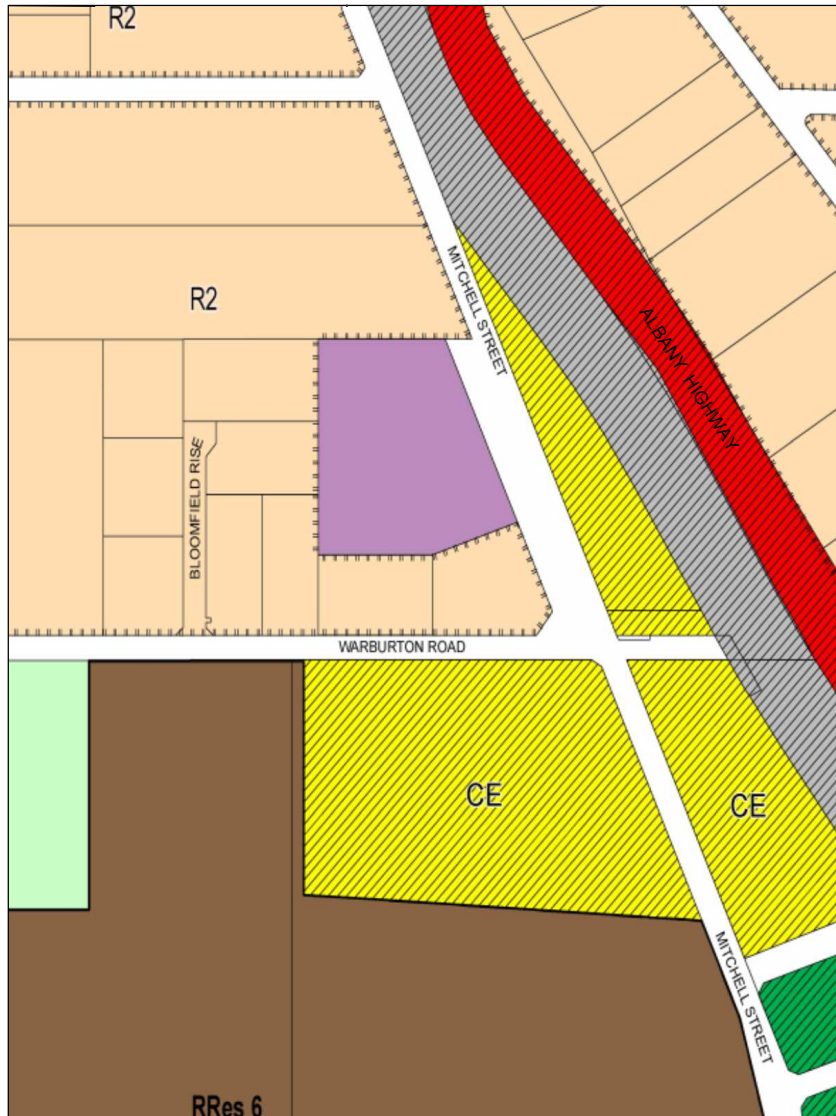 R2
MITCHELL STREET
R2
ALBANY HIGHWAY
BLOOMFIELD RISE
WARBURTON ROAD
CE
CE
MITCHELL STREET
RRes 6